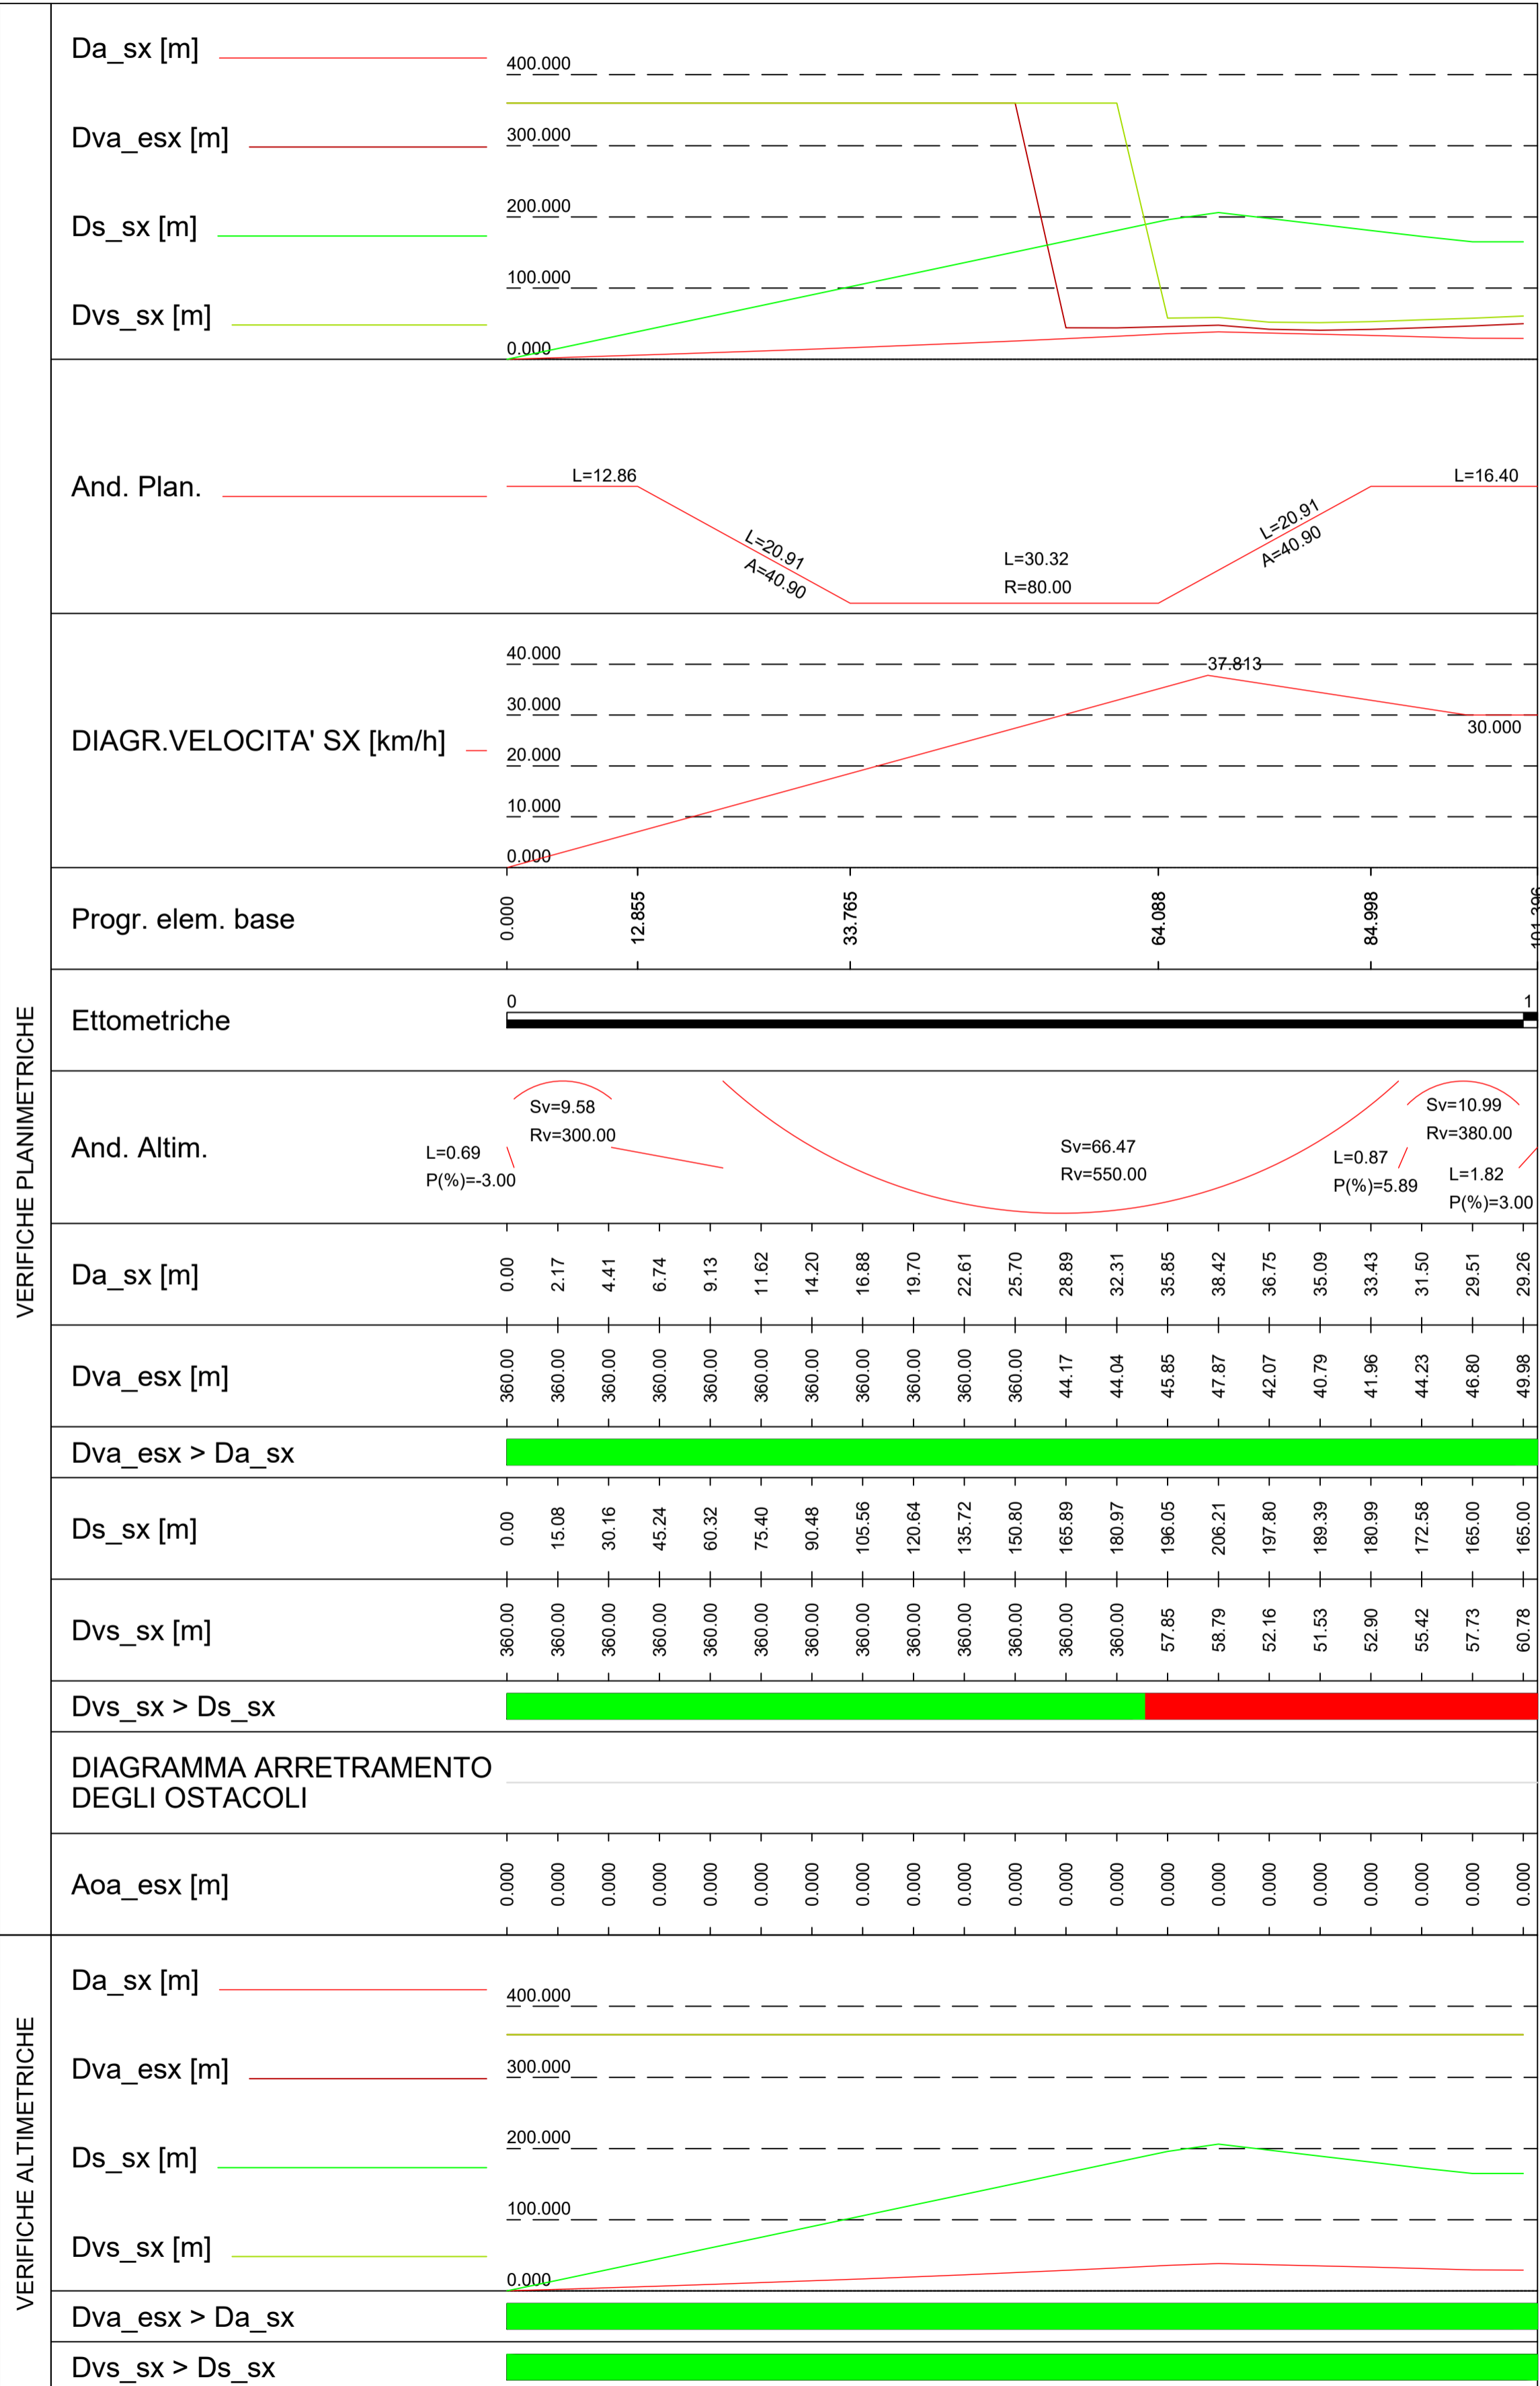 VERIFICHE PLANIMETRICHE
Da_sx [m]
Dva_esx [m]
Ds_sx [m]
Dvs_sx [m]
400.000
300.000
200.000
100.000
0.000
And. Plan.
L=12.86
L=20.91
A=40.90
L=30.32
R=80.00
L=20.91
A=40.90
L=16.40
DIAGR.VELOCITA' SX [km/h]
40.000
30.000
20.000
10.000
0.000
37.813
30.000
Progr. elem. base
0.000 12.855 33.765 64.088 84.998 101.396
Ettometriche
0 1
And. Altim.
L=0.69
P(%)=-3.00
Sv=9.58
Rv=300.00
Sv=66.47
Rv=550.00
L=0.87
P(%)=5.89
Sv=10.99
Rv=380.00
L=1.82
P(%)=3.00
Da_sx [m]
0.00 2.17 4.41 6.74 9.13 11.62 14.20 16.88 19.70 22.61 25.70 28.89 32.31 35.85 38.42 36.75 35.09 33.43 31.50 29.51 29.26
Dva_esx [m]
360.00 360.00 360.00 360.00 360.00 360.00 360.00 360.00 360.00 360.00 360.00 44.17 44.04 45.85 47.87 42.07 40.79 41.96 44.23 46.80 49.98
Dva_esx > Da_sx
Ds_sx [m]
0.00 15.08 30.16 45.24 60.32 75.40 90.48 105.56 120.64 135.72 150.80 165.89 180.97 196.05 206.21 197.80 189.39 180.99 172.58 165.00 165.00
Dvs_sx [m]
360.00 360.00 360.00 360.00 360.00 360.00 360.00 360.00 360.00 360.00 360.00 360.00 360.00 57.85 58.79 52.16 51.53 52.90 55.42 57.73 60.78
Dvs_sx > Ds_sx
DIAGRAMMA ARRETRAMENTO
DEGLI OSTACOLI
Aoa_esx [m]
0.000 0.000 0.000 0.000 0.000 0.000 0.000 0.000 0.000 0.000 0.000 0.000 0.000 0.000 0.000 0.000 0.000 0.000 0.000 0.000 0.000
VERIFICHE ALTIMETRICHE
Da_sx [m]
Dva_esx [m]
Ds_sx [m]
Dvs_sx [m]
400.000
300.000
200.000
100.000
0.000
Dva_esx > Da_sx
Dvs_sx > Ds_sx